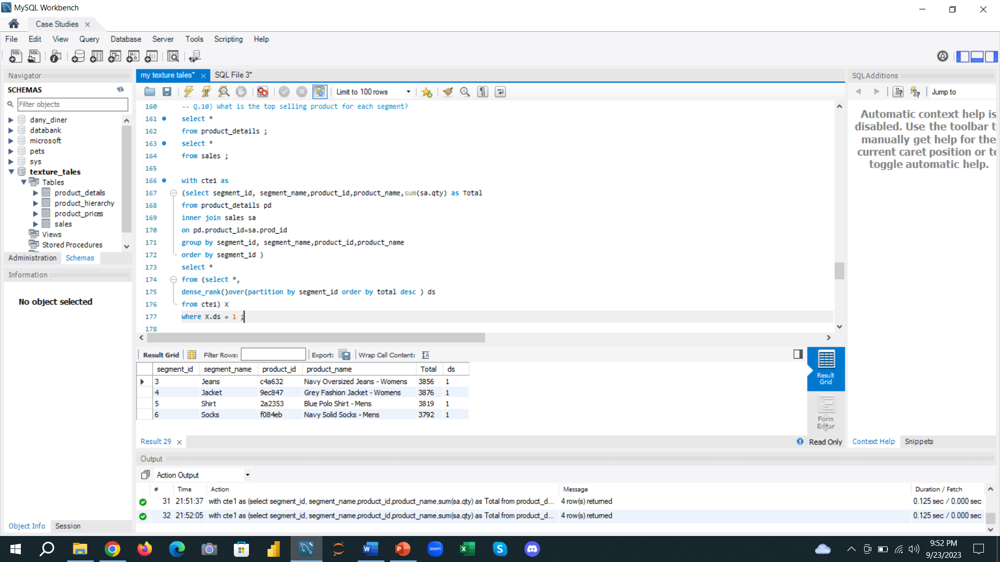 MySQL Workbench
Case Studies
File Edit View Query Database Server Tools Scripting Help
Navigator
SCHEMAS
Filter objects
dany_diner
databank
microsoft
pets
sys
texture_tales
Tables
product_details
product_hierarchy
product_prices
sales
Views
Stored Procedures
Administration Schemas
Information
No object selected
Object Info Session
my texture tales* SQL File 3*
Limit to 100 rows
160 -- Q.10) What is the top selling product for each segment?
161 select *
162 from product_details ;
163 select *
164 from sales ;
165
166 with cte1 as
167 (select segment_id, segment_name,product_id,product_name,sum(sa.qty) as Total
168 from product_details pd
169 inner join sales sa
170 on pd.product_id=sa.prod_id
171 group by segment_id, segment_name,product_id,product_name
172 order by segment_id )
173 select *
174 from (select *,
175 dense_rank()over(partition by segment_id order by total desc ) ds
176 from cte1) X
177 where X.ds = 1 ;
178
Result Grid Filter Rows: Export: Wrap Cell Content:
segment_id segment_name product_id product_name Total ds
3 Jeans c4a632 Navy Oversized Jeans - Womens 3856 1
4 Jacket 9ec847 Grey Fashion Jacket - Womens 3876 1
5 Shirt 2a2353 Blue Polo Shirt - Mens 3819 1
6 Socks f084eb Navy Solid Socks - Mens 3792 1
Result Grid
Form Editor
Result 29
Read Only
Output
Action Output
# Time Action Message Duration / Fetch
31 21:51:37 with cte1 as (select segment_id, segment_name,product_id,product_name,sum(sa.qty) as Total from product_d... 4 row(s) returned 0.125 sec / 0.000 sec
32 21:52:05 with cte1 as (select segment_id, segment_name,product_id,product_name,sum(sa.qty) as Total from product_d... 4 row(s) returned 0.125 sec / 0.000 sec
SQLAdditions
Jump to
Automatic context help is
disabled. Use the toolbar t
manually get help for the
current caret position or to
toggle automatic help.
Context Help Snippets
zoom
9:52 PM
9/23/2023